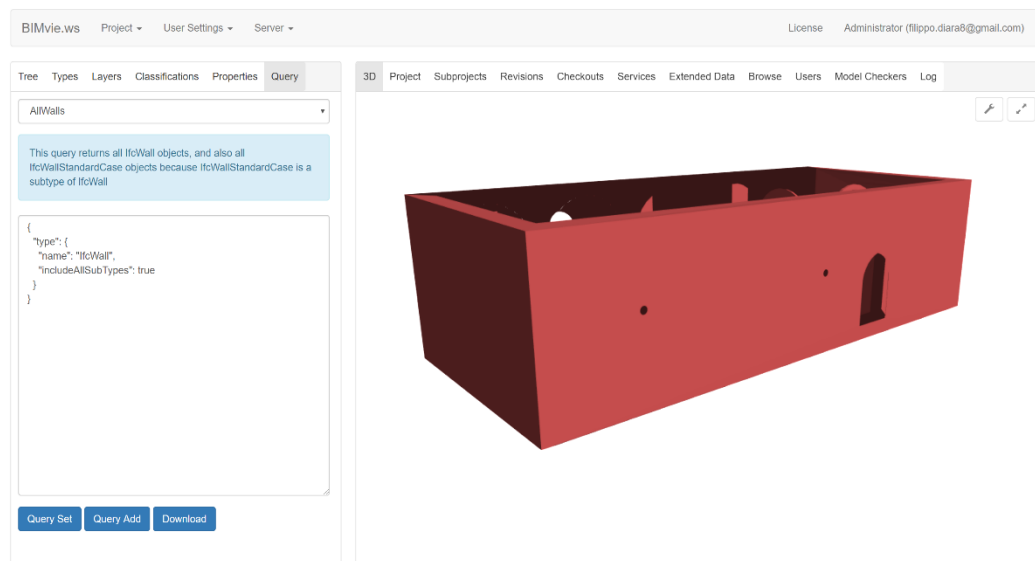 BIMvie.ws Project User Settings Server License Administrator (filippo.diara8@gmail.com)
Tree Types Layers Classifications Properties Query
3D Project Subprojects Revisions Checkouts Services Extended Data Browse Users Model Checkers Log
AllWalls
This query returns all IfcWall objects, and also all
IfcWallStandardCase objects because IfcWallStandardCase is a
subtype of IfcWall
{
"type": {
"name": "IfcWall",
"includeAllSubTypes": true
}
}
Query Set Query Add Download